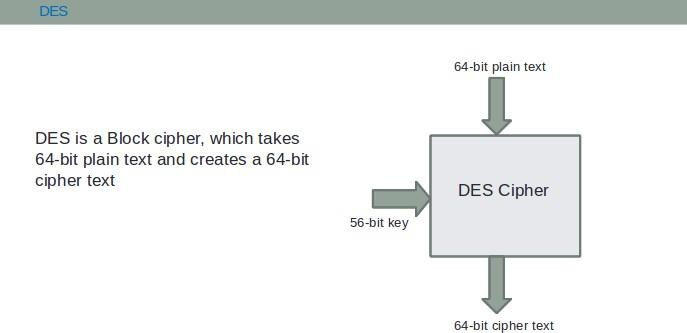 DES
64-bit plain text
DES is a Block cipher, which takes
64-bit plain text and creates a 64-bit
cipher text
DES Cipher
56-bit key
64-bit cipher text